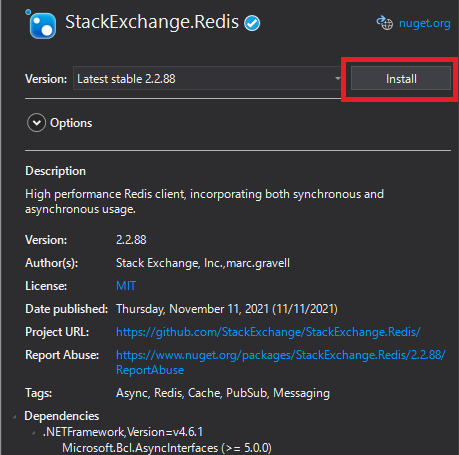 StackExchange.Redis
nuget.org
Version: Latest stable 2.2.88 Install
Options
Description
High performance Redis client, incorporating both synchronous and
asynchronous usage.
Version: 2.2.88
Author(s): Stack Exchange, Inc.,marc.gravell
License: MIT
Date published: Thursday, November 11, 2021 (11/11/2021)
Project URL: https://github.com/StackExchange/StackExchange.Redis/
Report Abuse: https://www.nuget.org/packages/StackExchange.Redis/2.2.88/
ReportAbuse
Tags: Async, Redis, Cache, PubSub, Messaging
Dependencies
.NETFramework,Version=v4.6.1
Microsoft.Bcl.AsyncInterfaces (>= 5.0.0)